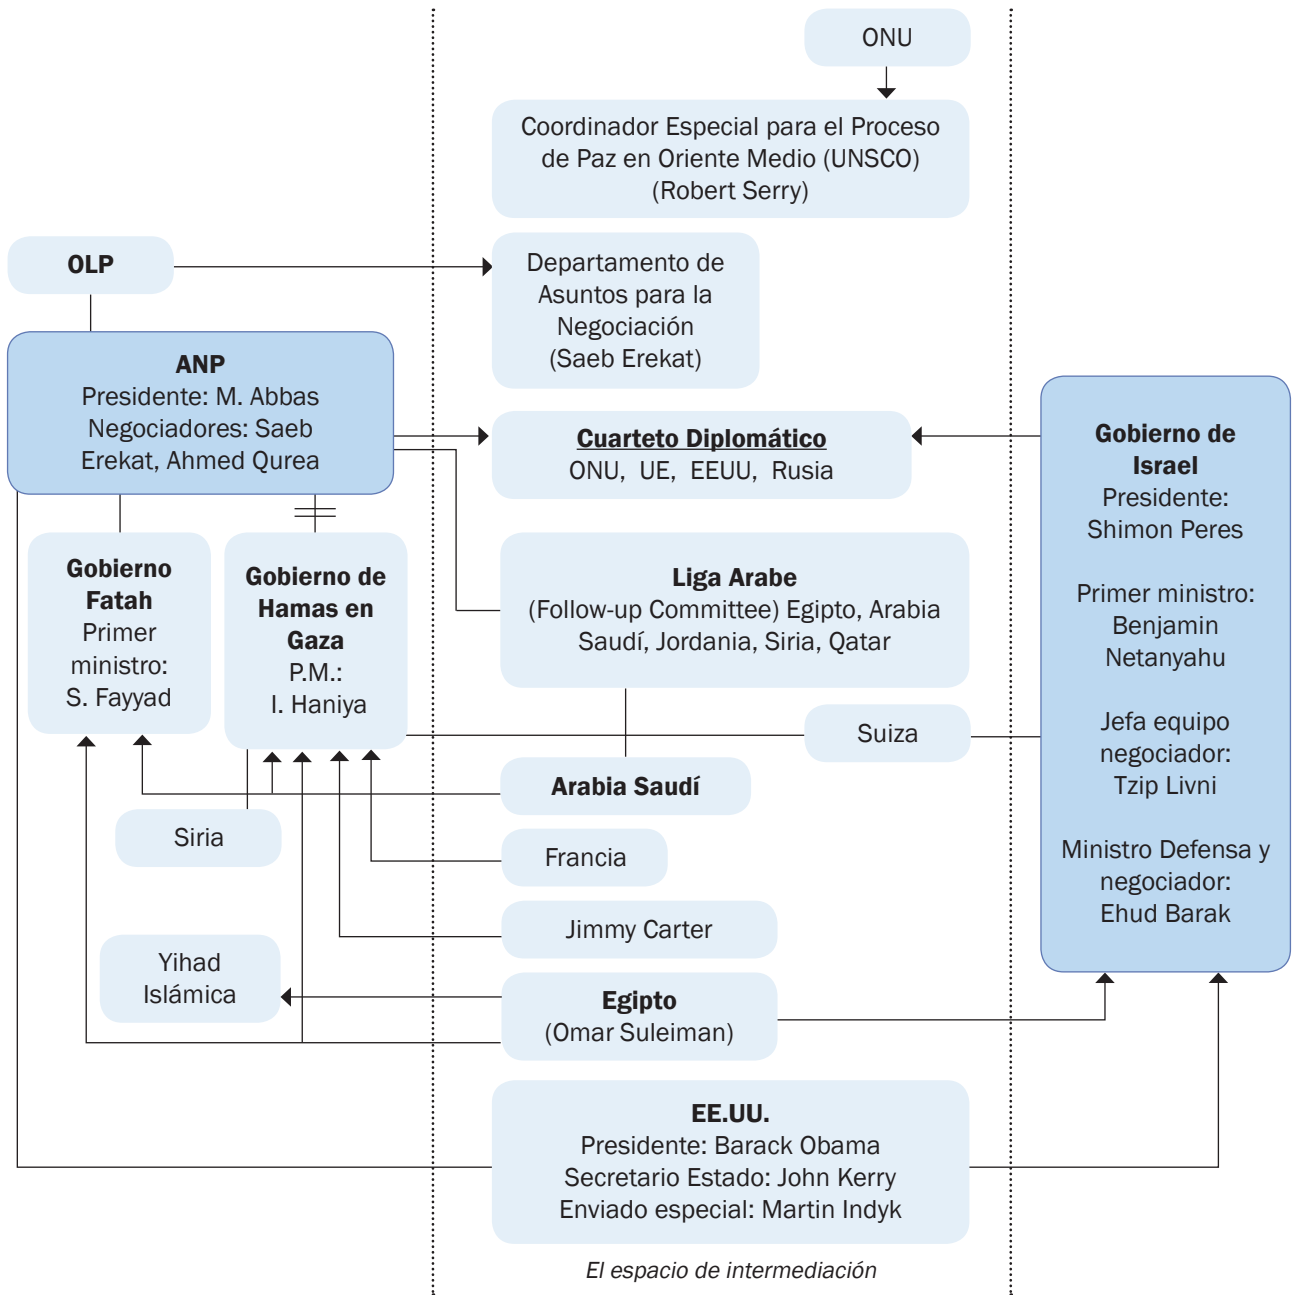 ONU
Coordinador Especial para el Proceso
de Paz en Oriente Medio (UNSCO)
(Robert Serry)
OLP
Departamento de
Asuntos para la
Negociación
(Saeb Erekat)
ANP
Presidente: M. Abbas
Negociadores: Saeb
Erekat, Ahmed Qurea
Cuarteto Diplomático
ONU, UE, EEUU, Rusia
Gobierno de
Israel
Presidente:
Shimon Peres
Primer ministro:
Benjamin
Netanyahu
Jefa equipo
negociador:
Tzip Livni
Ministro Defensa y
negociador:
Ehud Barak
Gobierno
Fatah
Primer
ministro:
S. Fayyad
Gobierno de
Hamas en
Gaza
P.M.:
I. Haniya
Liga Arabe
(Follow-up Committee) Egipto, Arabia
Saudí, Jordania, Siria, Qatar
Suiza
Arabia Saudí
Siria
Francia
Jimmy Carter
Yihad
Islámica
Egipto
(Omar Suleiman)
EE.UU.
Presidente: Barack Obama
Secretario Estado: John Kerry
Enviado especial: Martin Indyk
El espacio de intermediación